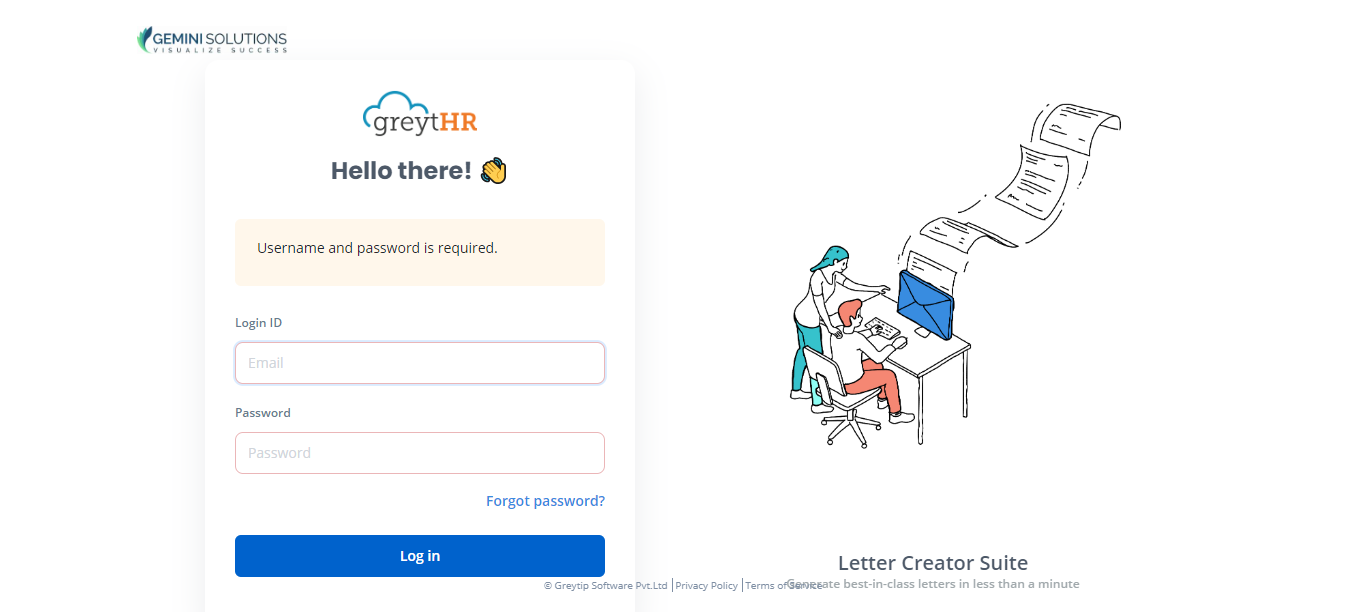 GEMINI SOLUTIONS
VISUALIZE SUCCESS
greytHR
Hello there!
Username and password is required.
Login ID
Email
Password
Password
Forgot password?
Log in
Letter Creator Suite
Generate best-in-class letters in less than a minute
© Greytip Software Pvt.Ltd | Privacy Policy | Terms of Service